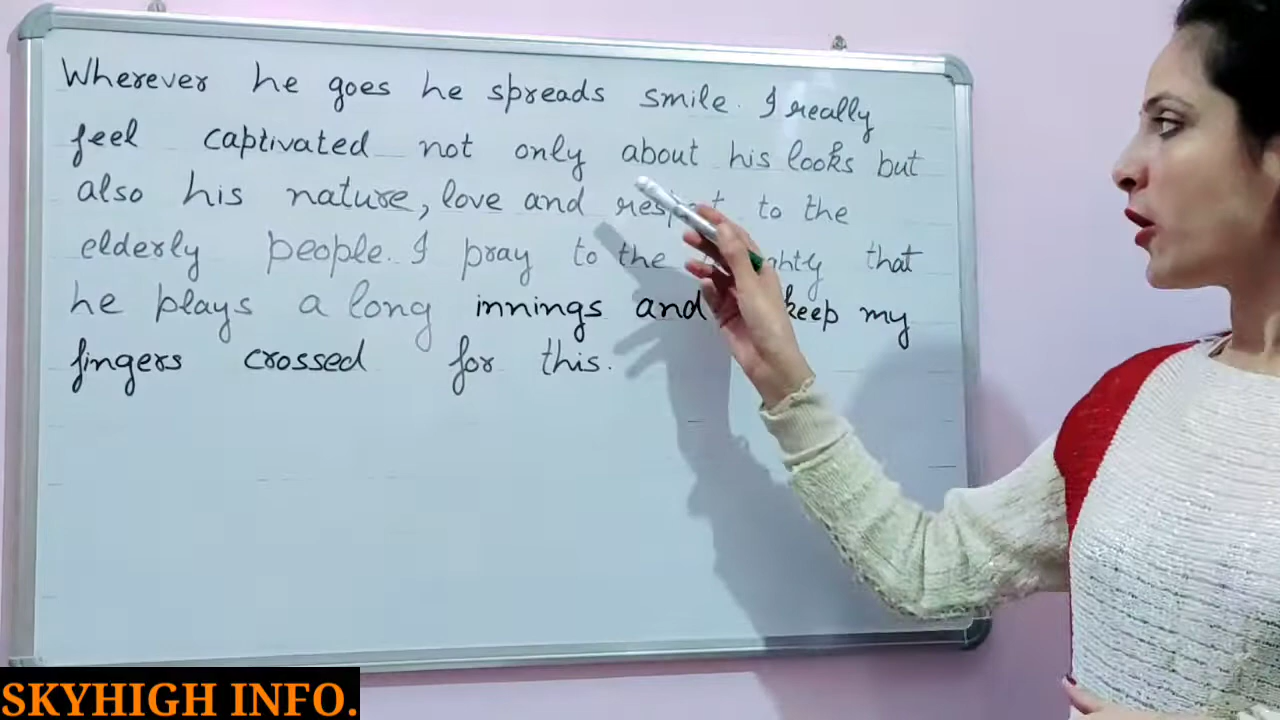 Wherever he goes he spreads smile. I really
feel captivated not only about his looks but
also his nature, love and respect to the
elderly people. I pray to the that
he plays a long innings and keep my
fingers crossed for this.
SKYHIGH INFO.